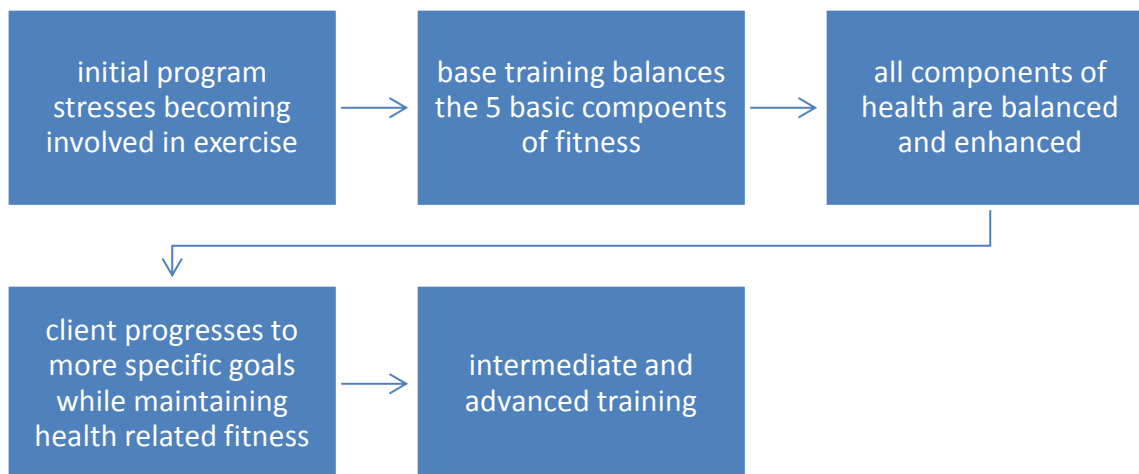 initial program
stresses becoming
involved in exercise
base training balances
the 5 basic compoents
of fitness
all components of
health are balanced
and enhanced
client progresses to
more specific goals
while maintaining
health related fitness
intermediate and
advanced training